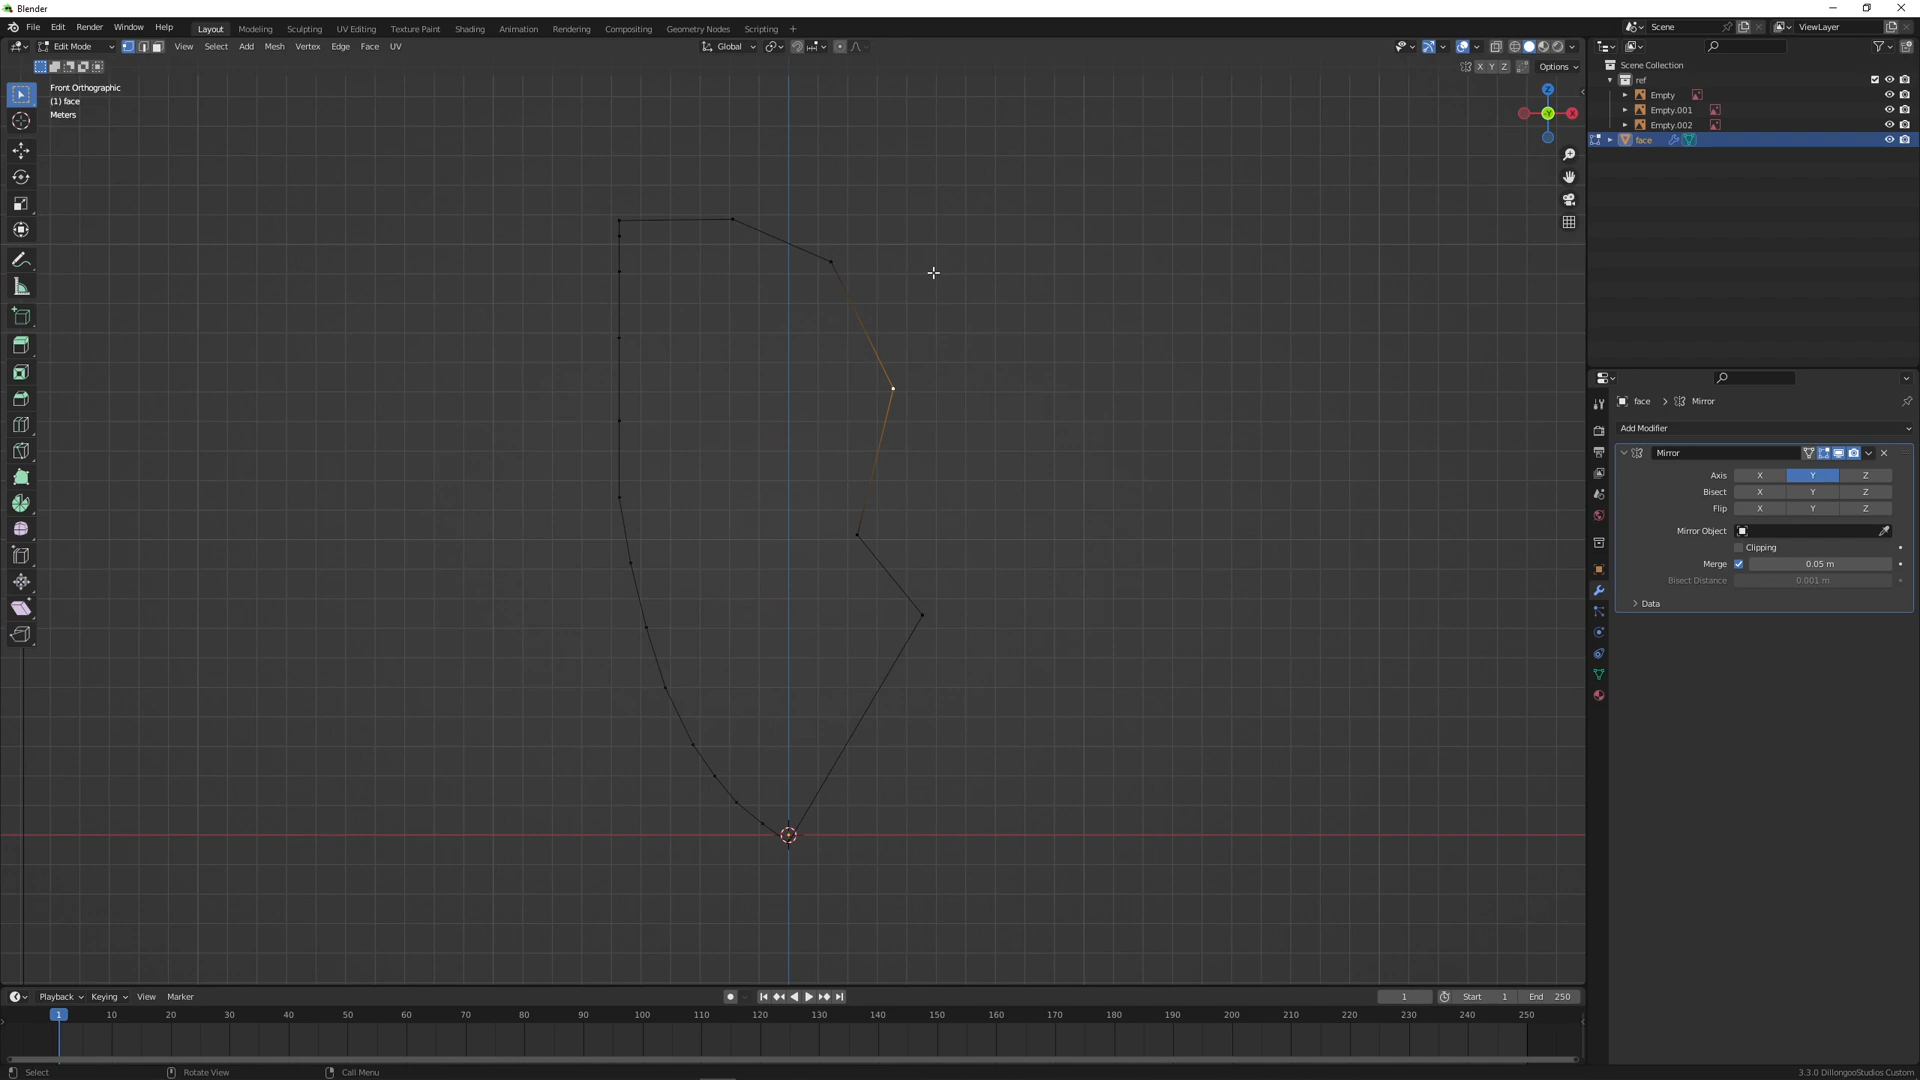 Blender
File Edit Render Window Help Layout Modeling Sculpting UV Editing Texture Paint Shading Animation Rendering Compositing Geometry Nodes Scripting + Scene ViewLayer
Edit Mode View Select Add Mesh Vertex Edge Face UV Global
X Y Z Options
Front Orthographic
(1) face
Meters
Z
Y
X
Scene Collection
ref
Empty
Empty.001
Empty.002
face
face > Mirror
Add Modifier
Mirror
Axis X Y Z
Bisect X Y Z
Flip X Y Z
Mirror Object
Clipping
Merge 0.05 m
Bisect Distance 0.001 m
Data
Playback Keying View Marker 1 Start 1 End 250
1 10 20 30 40 50 60 70 80 90 100 110 120 130 140 150 160 170 180 190 200 210 220 230 240 250
Select Rotate View Call Menu 3.3.0 DillongooStudios Custom